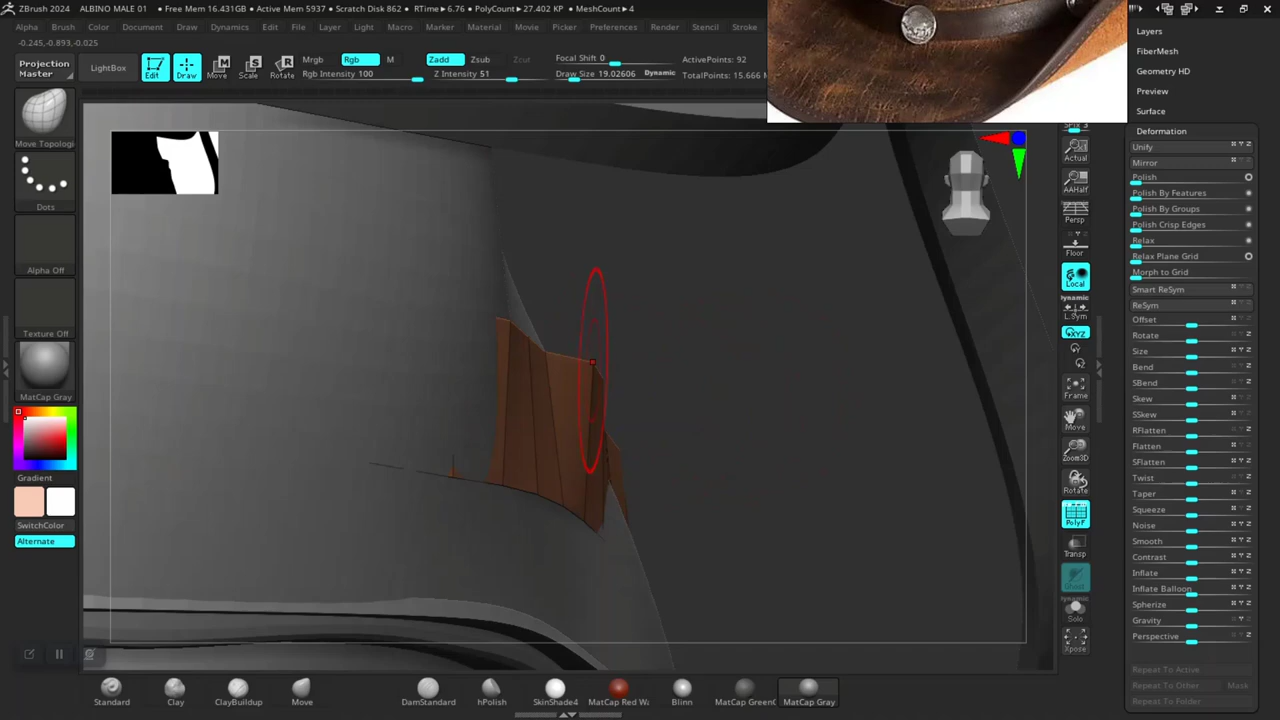 ZBrush 2024 ALBINO MALE 01 • Free Mem 16.431GB • Active Mem 5937 • Scratch Disk 862 • RTime▸6.76 • PolyCount▸27.402 KP • MeshCount▸4
Alpha Brush Color Document Draw Dynamics Edit File Layer Light Macro Marker Material Movie Picker Preferences Render Stencil Stroke
-0.245,-0.893,-0.025
Projection Master
LightBox
Edit
Draw
Move
Scale
Rotate
Mrgb Rgb M
Rgb Intensity 100
Zadd Zsub Zcut
Z Intensity 51
Focal Shift 0
Draw Size 19.02606 Dynamic
ActivePoints: 92
TotalPoints: 15.666 M
Move Topologi
Dots
Alpha Off
Texture Off
MatCap Gray
Gradient
SwitchColor
Alternate
SPix 3
Actual
AAHalf
Persp
Floor
Local
Dynamic
L.Sym
XYZ
Frame
Move
Zoom3D
Rotate
PolyF
Transp
Ghost
Dynamic
Solo
Xpose
Layers
FiberMesh
Geometry HD
Preview
Surface
Deformation
Unify
Mirror
Polish
Polish By Features
Polish By Groups
Polish Crisp Edges
Relax
Relax Plane Grid
Morph to Grid
Smart ReSym
ReSym
Offset
Rotate
Size
Bend
SBend
Skew
SSkew
RFlatten
Flatten
SFlatten
Twist
Taper
Squeeze
Noise
Smooth
Contrast
Inflate
Inflate Balloon
Spherize
Gravity
Perspective
Repeat To Active
Repeat To Other Mask
Repeat To Folder
Standard Clay ClayBuildup Move DamStandard hPolish SkinShade4 MatCap Red Wa Blinn MatCap GreenC MatCap Gray